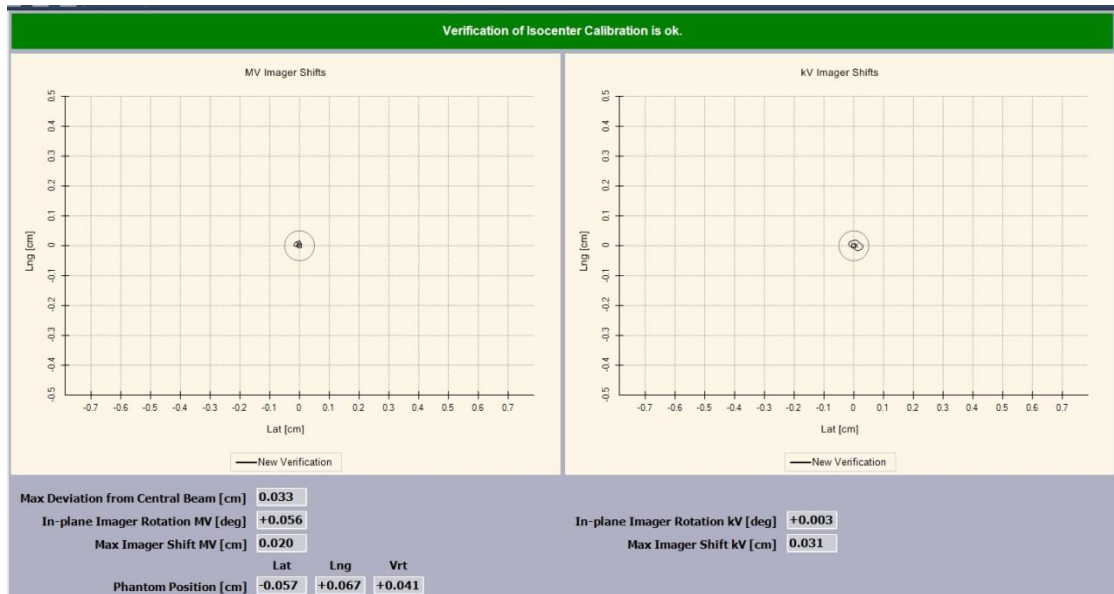 Verification of Isocenter Calibration is ok.
MV Imager Shifts
0.5
0.4
0.3
0.2
0.1
0
-0.1
-0.2
-0.3
-0.4
-0.5
Lng [cm]
-0.7 -0.6 -0.5 -0.4 -0.3 -0.2 -0.1 0 0.1 0.2 0.3 0.4 0.5 0.6 0.7
Lat [cm]
New Verification
kV Imager Shifts
0.5
0.4
0.3
0.2
0.1
0
-0.1
-0.2
-0.3
-0.4
-0.5
Lng [cm]
-0.7 -0.6 -0.5 -0.4 -0.3 -0.2 -0.1 0 0.1 0.2 0.3 0.4 0.5 0.6 0.7
Lat [cm]
New Verification
Max Deviation from Central Beam [cm] 0.033
In-plane Imager Rotation MV [deg] +0.056 In-plane Imager Rotation kV [deg] +0.003
Max Imager Shift MV [cm] 0.020 Max Imager Shift kV [cm] 0.031
Lat Lng Vrt
Phantom Position [cm] -0.057 +0.067 +0.041